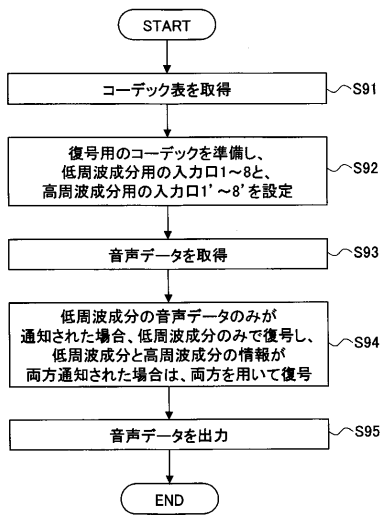 START
コーデック表を取得
S91
復号用のコーデックを準備し、
低周波成分用の入力口1～8と、
高周波成分用の入力口1'～8'を設定
S92
音声データを取得
S93
低周波成分の音声データのみが
通知された場合、低周波成分のみで復号し、
低周波成分と高周波成分の情報が
両方通知された場合は、両方を用いて復号
S94
音声データを出力
S95
END